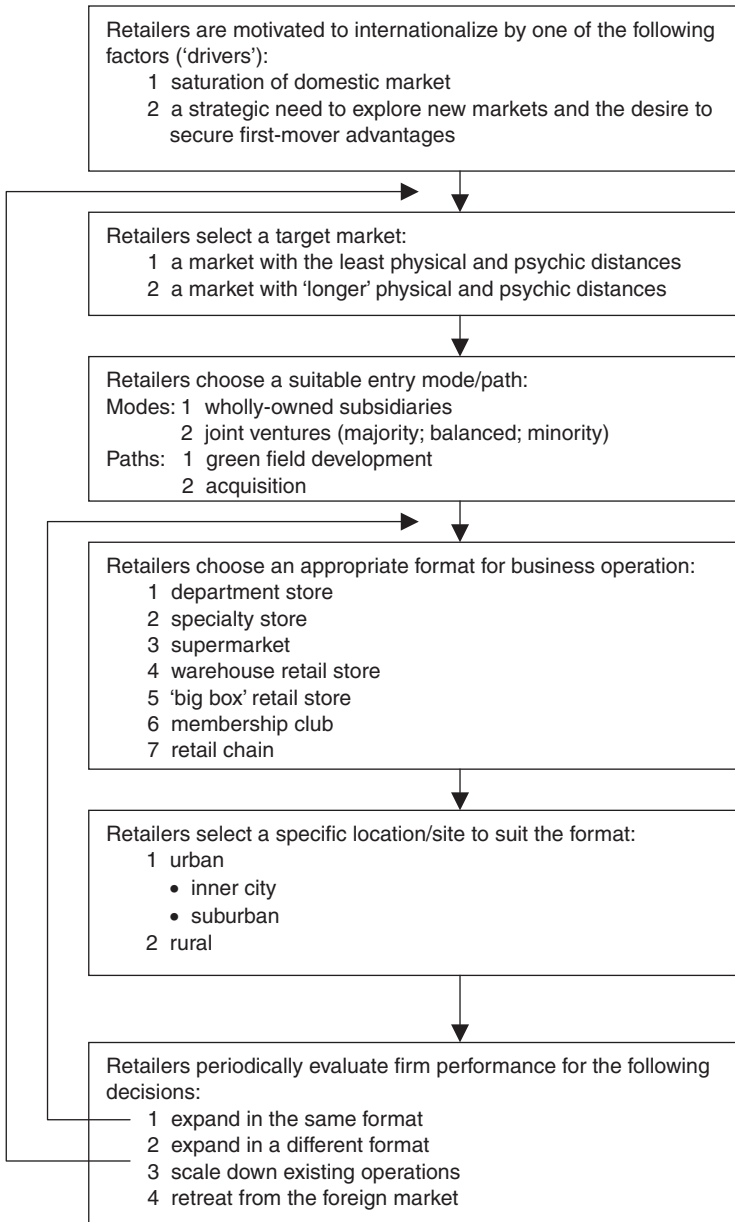 Retailers are motivated to internationalize by one of the following
factors (‘drivers’):
1 saturation of domestic market
2 a strategic need to explore new markets and the desire to
secure first-mover advantages
Retailers select a target market:
1 a market with the least physical and psychic distances
2 a market with ‘longer’ physical and psychic distances
Retailers choose a suitable entry mode/path:
Modes: 1 wholly-owned subsidiaries
2 joint ventures (majority; balanced; minority)
Paths: 1 green field development
2 acquisition
Retailers choose an appropriate format for business operation:
1 department store
2 specialty store
3 supermarket
4 warehouse retail store
5 ‘big box’ retail store
6 membership club
7 retail chain
Retailers select a specific location/site to suit the format:
1 urban
• inner city
• suburban
2 rural
Retailers periodically evaluate firm performance for the following
decisions:
1 expand in the same format
2 expand in a different format
3 scale down existing operations
4 retreat from the foreign market